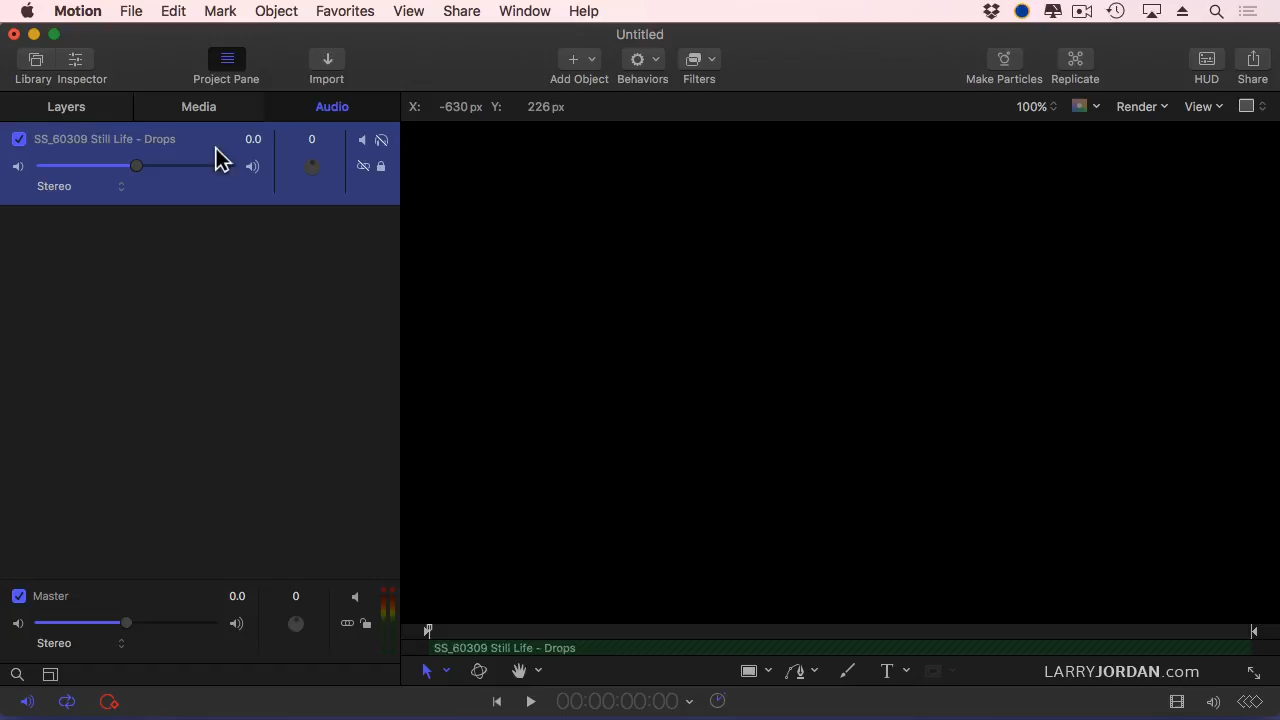 Motion File Edit Mark Object Favorites View Share Window Help
Untitled
Library Inspector Project Pane Import Add Object Behaviors Filters Make Particles Replicate HUD Share
Layers Media Audio X: -630 px Y: 226 px 100% Render View
SS_60309 Still Life - Drops 0.0 0
Stereo
Master 0.0 0
Stereo
SS_60309 Still Life - Drops
T LARRYJORDAN.com
00:00:00:00